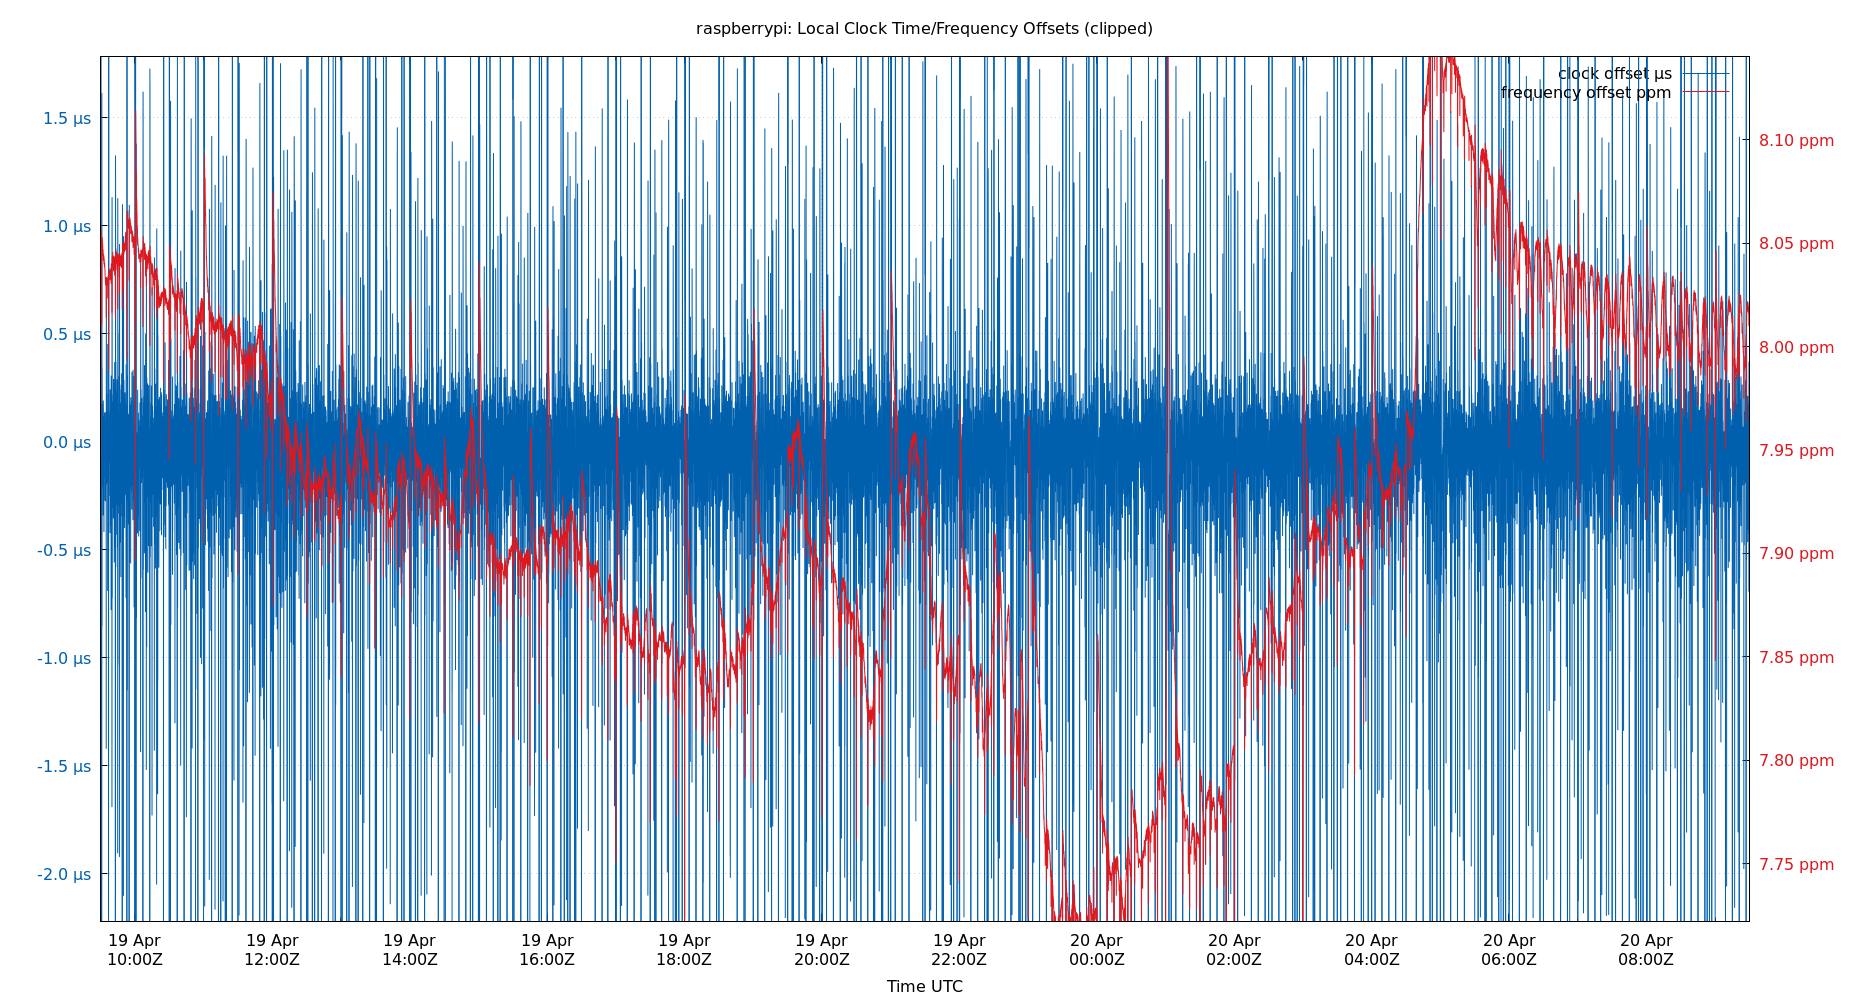 raspberrypi: Local Clock Time/Frequency Offsets (clipped)
clock offset µs
frequency offset ppm
1.5 µs
1.0 µs
0.5 µs
0.0 µs
-0.5 µs
-1.0 µs
-1.5 µs
-2.0 µs
8.10 ppm
8.05 ppm
8.00 ppm
7.95 ppm
7.90 ppm
7.85 ppm
7.80 ppm
7.75 ppm
19 Apr
10:00Z
19 Apr
12:00Z
19 Apr
14:00Z
19 Apr
16:00Z
19 Apr
18:00Z
19 Apr
20:00Z
19 Apr
22:00Z
20 Apr
00:00Z
20 Apr
02:00Z
20 Apr
04:00Z
20 Apr
06:00Z
20 Apr
08:00Z
Time UTC